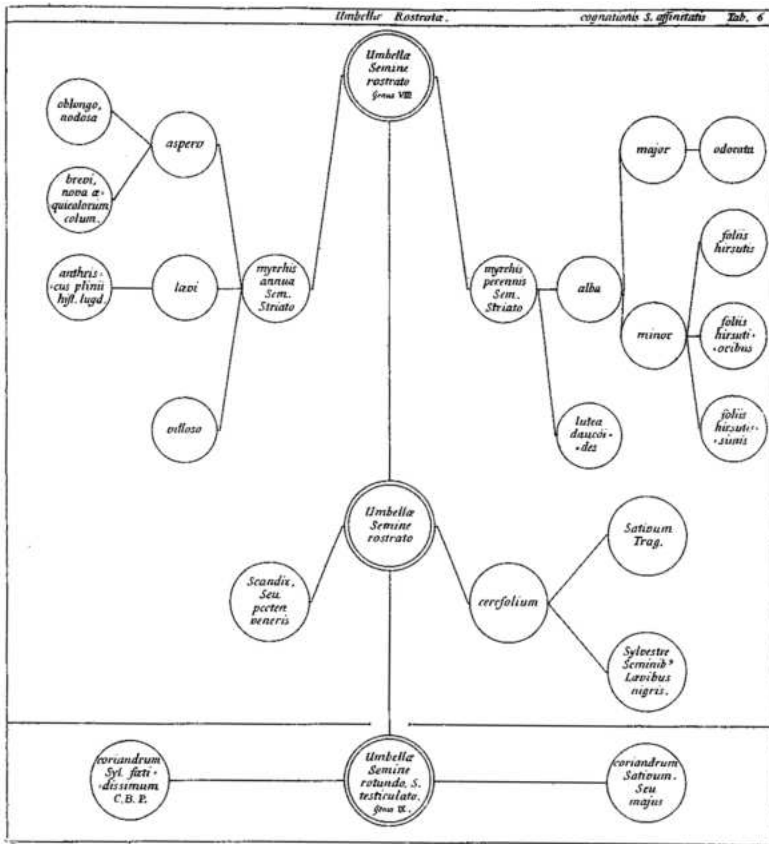 Umbellæ Rostratæ. cognationis S. affinitatis Tab. 6
Umbellæ
Semine
rostrato
Genus VIII
oblongo,
nodosa
aspero
brevi,
nova æ-
quicolorum
colum.
anthris-
cus plinii
hist. lugd.
lævi
myrrhis
annua
Sem.
Striato
villoso
myrrhis
perennis
Sem.
Striato
alba
major
odorata
minor
foliis
hirsutis
foliis
hirsuti-
oribus
foliis
hirsutis-
simis
lutea
daucoi-
des
Umbellæ
Semine
rostrato
Scandix,
Seu
pecten
veneris
cerefolium
Sativum
Trag.
Sylvestre
Seminib9
Lævibus
nigris.
coriandrum
Syl. fæti-
dissimum
C.B.P.
Umbellæ
Semine
rotundo, S.
testiculato.
Genus IX.
coriandrum
Sativum.
Seu
majus